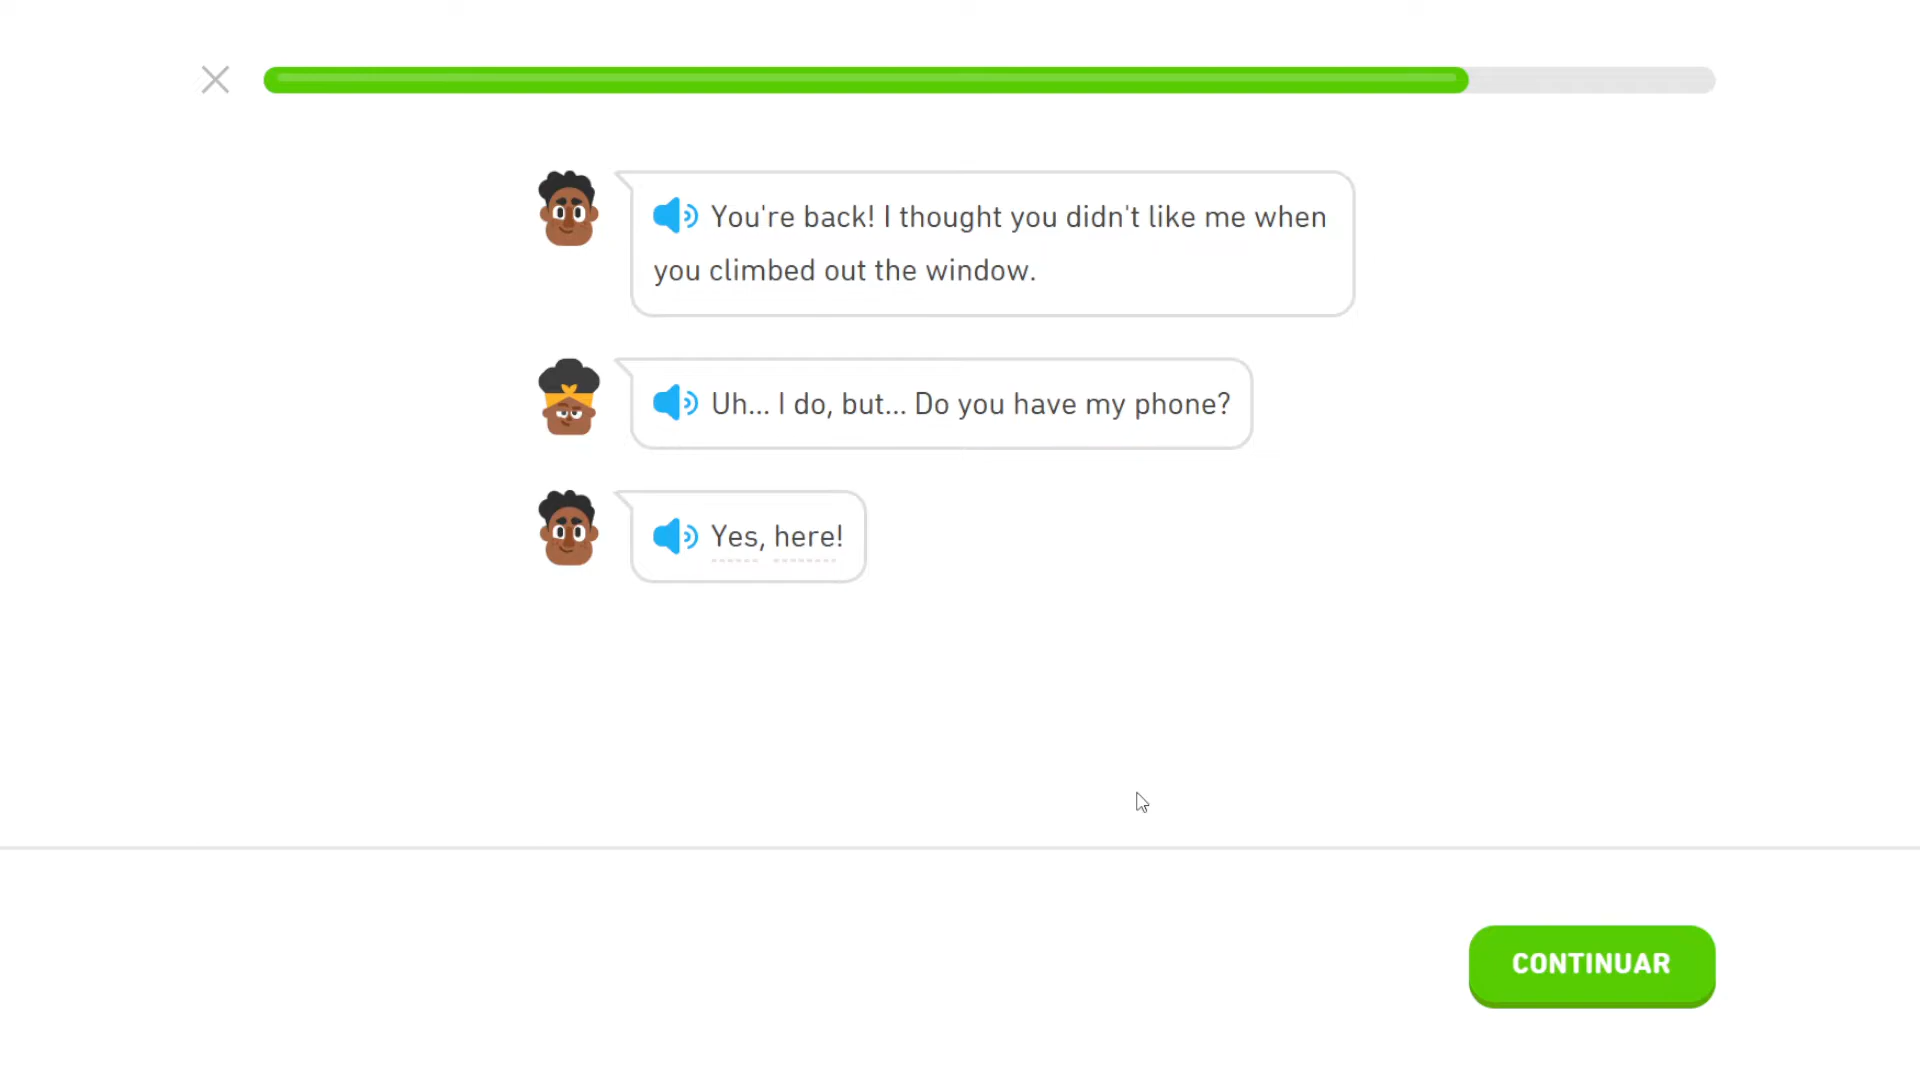 You're back! I thought you didn't like me when
you climbed out the window.
Uh... I do, but... Do you have my phone?
Yes, here!
CONTINUAR